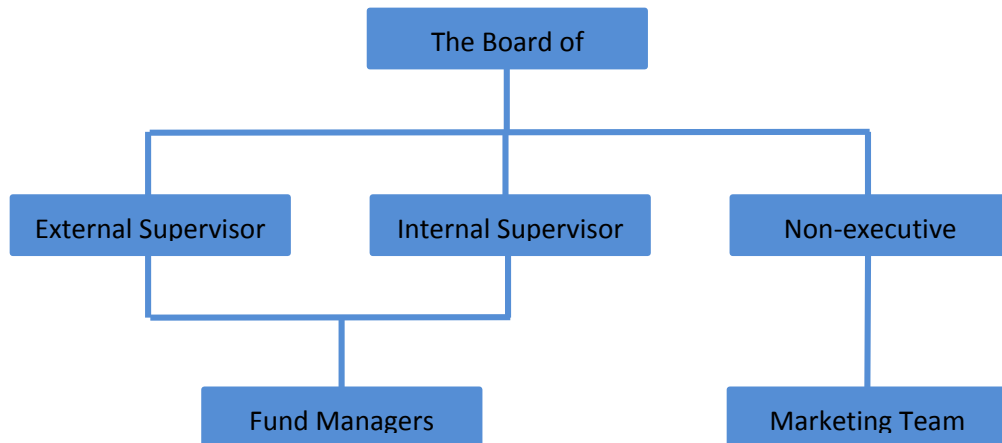 The Board of
External Supervisor
Internal Supervisor
Non-executive
Fund Managers
Marketing Team